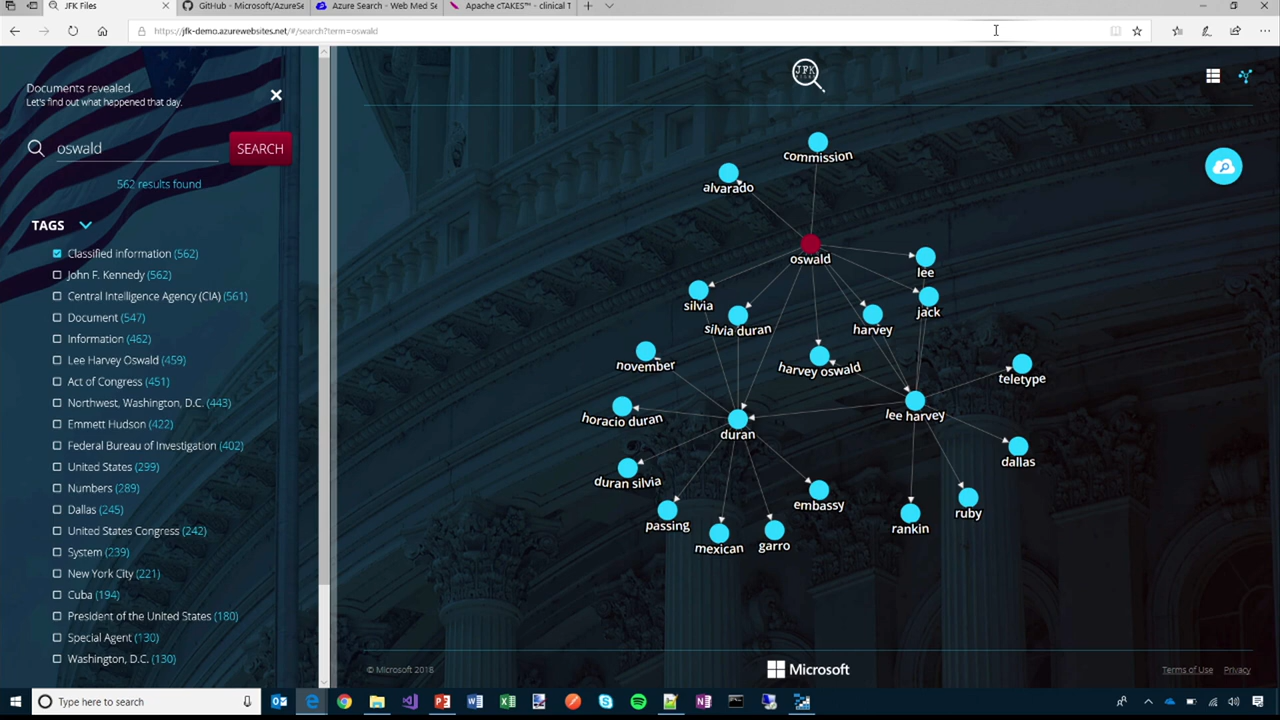 JFK Files
GitHub - Microsoft/AzureSe
Azure Search - Web Med Se
Apache cTAKES™ - clinical T
https://jfk-demo.azurewebsites.net/#/search?term=oswald
Documents revealed.
Let's find out what happened that day.
oswald
SEARCH
562 results found
TAGS
Classified information (562)
John F. Kennedy (562)
Central Intelligence Agency (CIA) (561)
Document (547)
Information (462)
Lee Harvey Oswald (459)
Act of Congress (451)
Northwest, Washington, D.C. (443)
Emmett Hudson (422)
Federal Bureau of Investigation (402)
United States (299)
Numbers (289)
Dallas (245)
United States Congress (242)
System (239)
New York City (221)
Cuba (194)
President of the United States (180)
Special Agent (130)
Washington, D.C. (130)
JFK
commission
alvarado
oswald
lee
silvia
jack
silvia duran
harvey
november
harvey oswald
teletype
horacio duran
lee harvey
duran
dallas
duran silvia
embassy
passing
ruby
rankin
mexican
garro
© Microsoft 2018
Microsoft
Terms of Use
Privacy
Type here to search